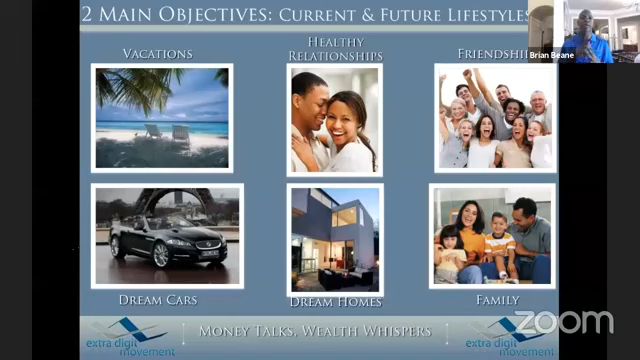 2 MAIN OBJECTIVES: CURRENT & FUTURE LIFESTYLES
Brian Beane
VACATIONS
HEALTHY
RELATIONSHIPS
DREAM CARS
DREAM HOMES
FAMILY
MONEY TALKS, WEALTH WHISPERS
extra digit
movement
extra digit
movement
zoom